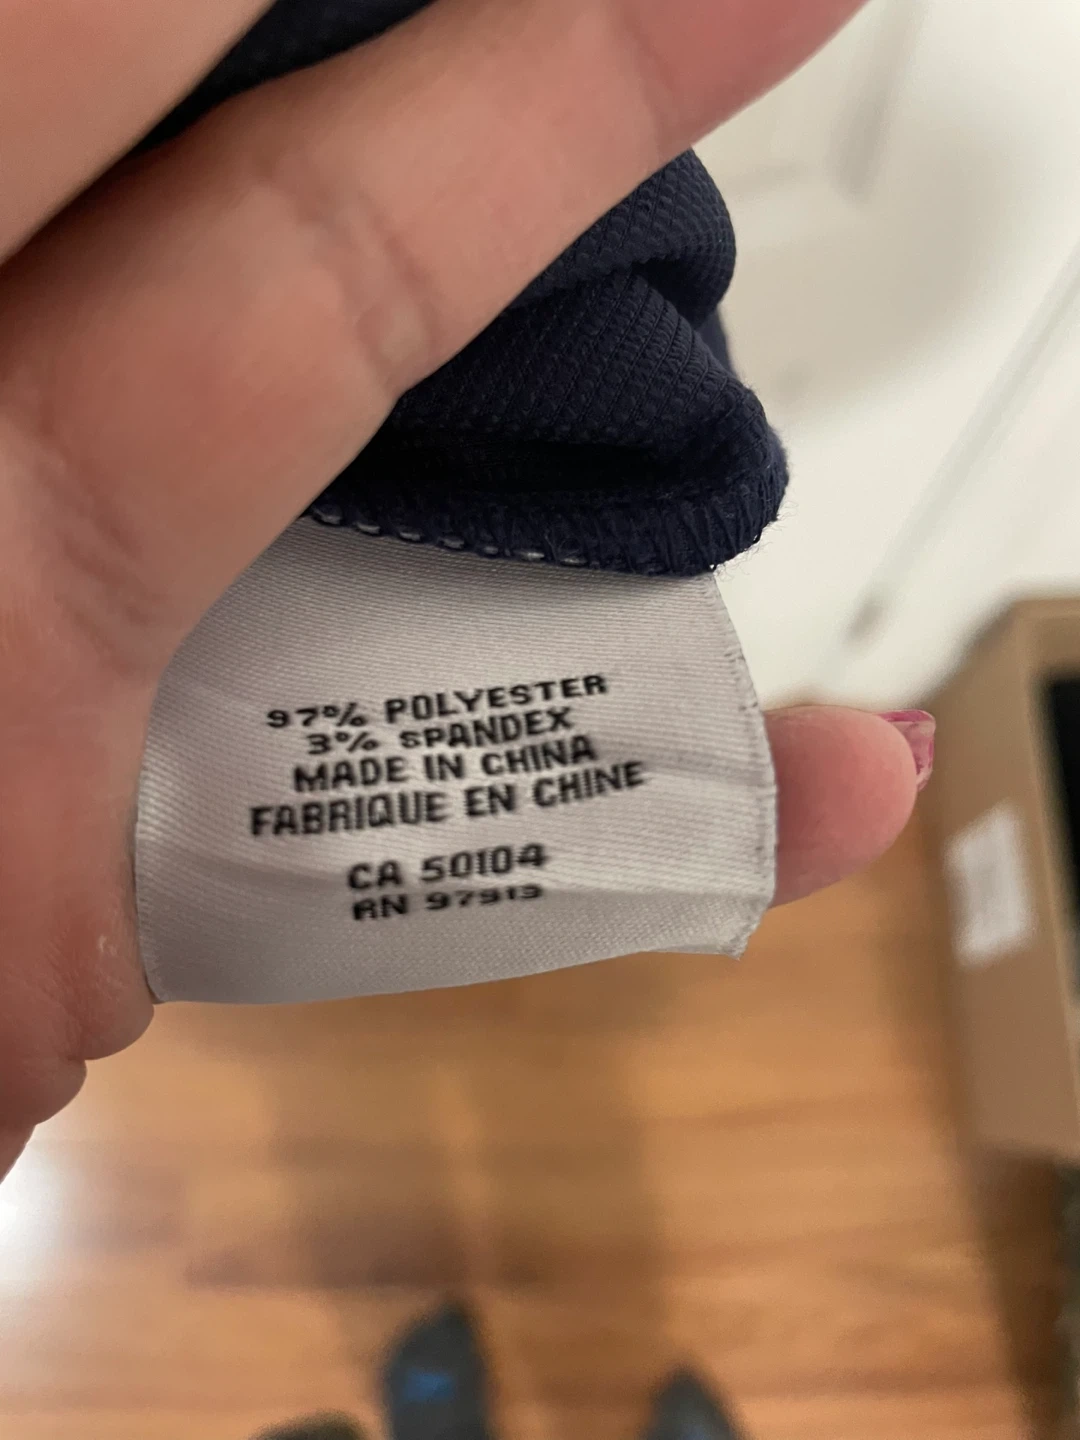 97% POLYESTER
3% SPANDEX
MADE IN CHINA
FABRIQUE EN CHINE
CA 50104
RN 97913